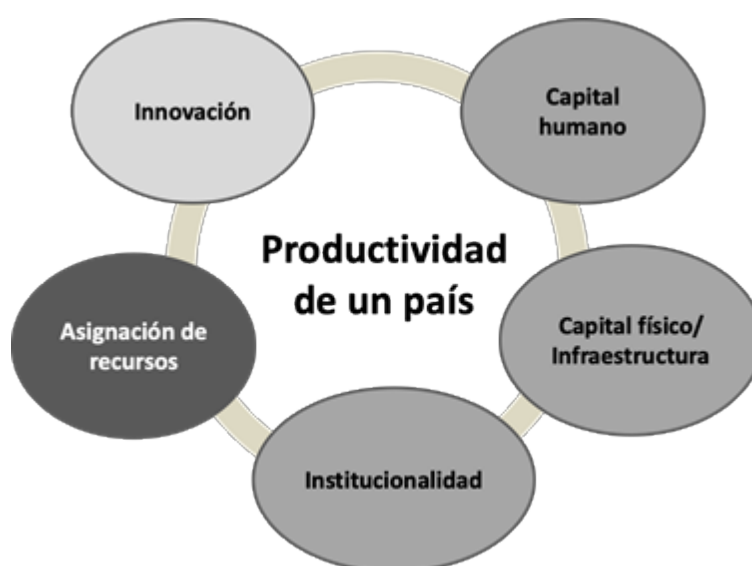 Innovación
Capital
humano
Productividad
de un país
Asignación de
recursos
Capital físico/
Infraestructura
Institucionalidad